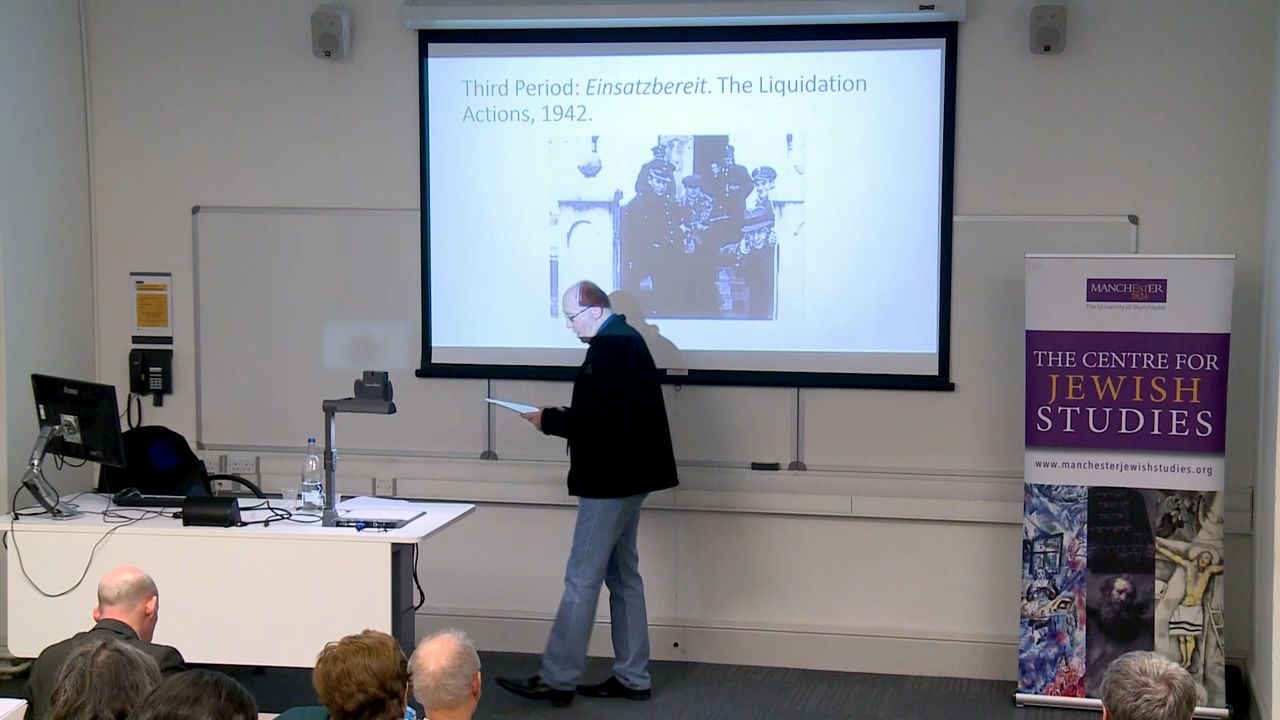 Third Period: Einsatzbereit. The Liquidation
Actions, 1942.
MANCHESTER
1824
The University of Manchester
THE CENTRE FOR
JEWISH
STUDIES
www.manchesterjewishstudies.org